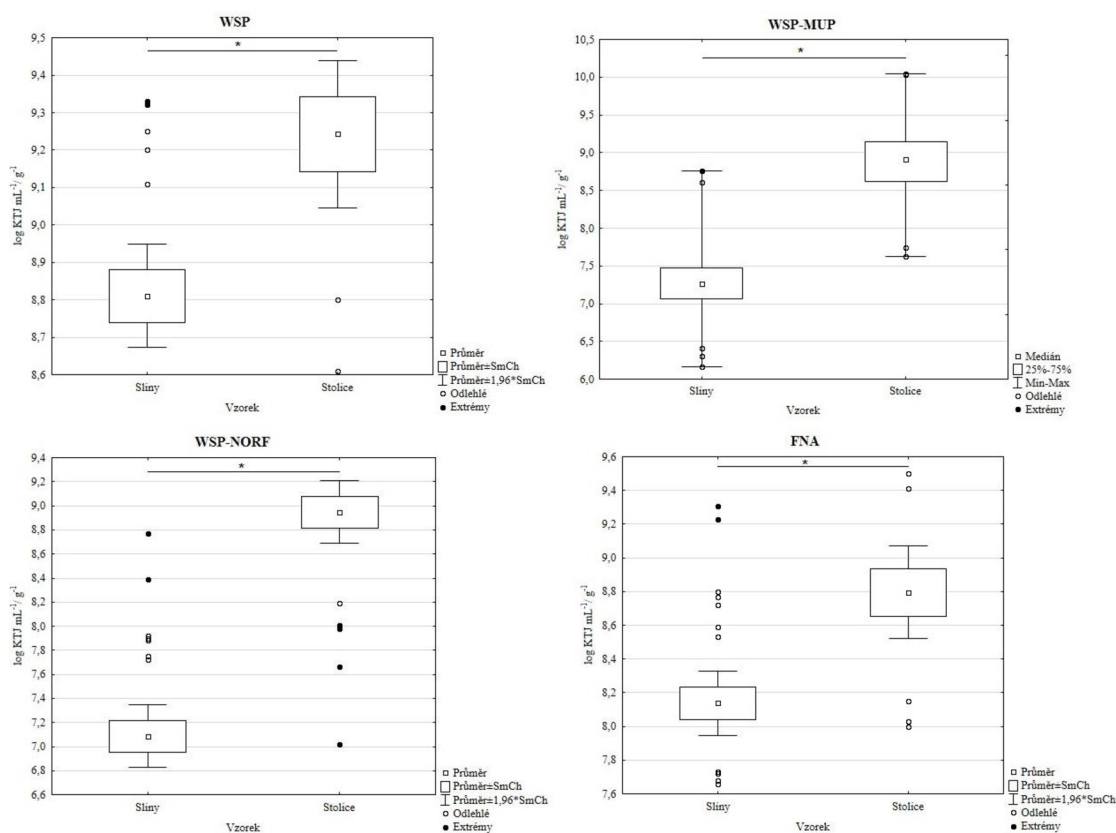 WSP
*
9,5
9,4
9,3
9,2
9,1
9,0
8,9
8,8
8,7
8,6
log KTJ mL⁻¹/ g⁻¹
Sliny
Stolice
Vzorek
Průměr
Průměr±SmCh
Průměr±1,96*SmCh
Odlehlé
Extrémy
WSP-MUP
*
10,5
10,0
9,5
9,0
8,5
8,0
7,5
7,0
6,5
6,0
log KTJ mL⁻¹/ g⁻¹
Sliny
Stolice
Vzorek
Medián
25%-75%
Min-Max
Odlehlé
Extrémy
WSP-NORF
*
9,4
9,2
9,0
8,8
8,6
8,4
8,2
8,0
7,8
7,6
7,4
7,2
7,0
6,8
6,6
log KTJ mL⁻¹/ g⁻¹
Sliny
Stolice
Vzorek
Průměr
Průměr±SmCh
Průměr±1,96*SmCh
Odlehlé
Extrémy
FNA
*
9,6
9,4
9,2
9,0
8,8
8,6
8,4
8,2
8,0
7,8
7,6
log KTJ mL⁻¹/ g⁻¹
Sliny
Stolice
Vzorek
Průměr
Průměr±SmCh
Průměr±1,96*SmCh
Odlehlé
Extrémy